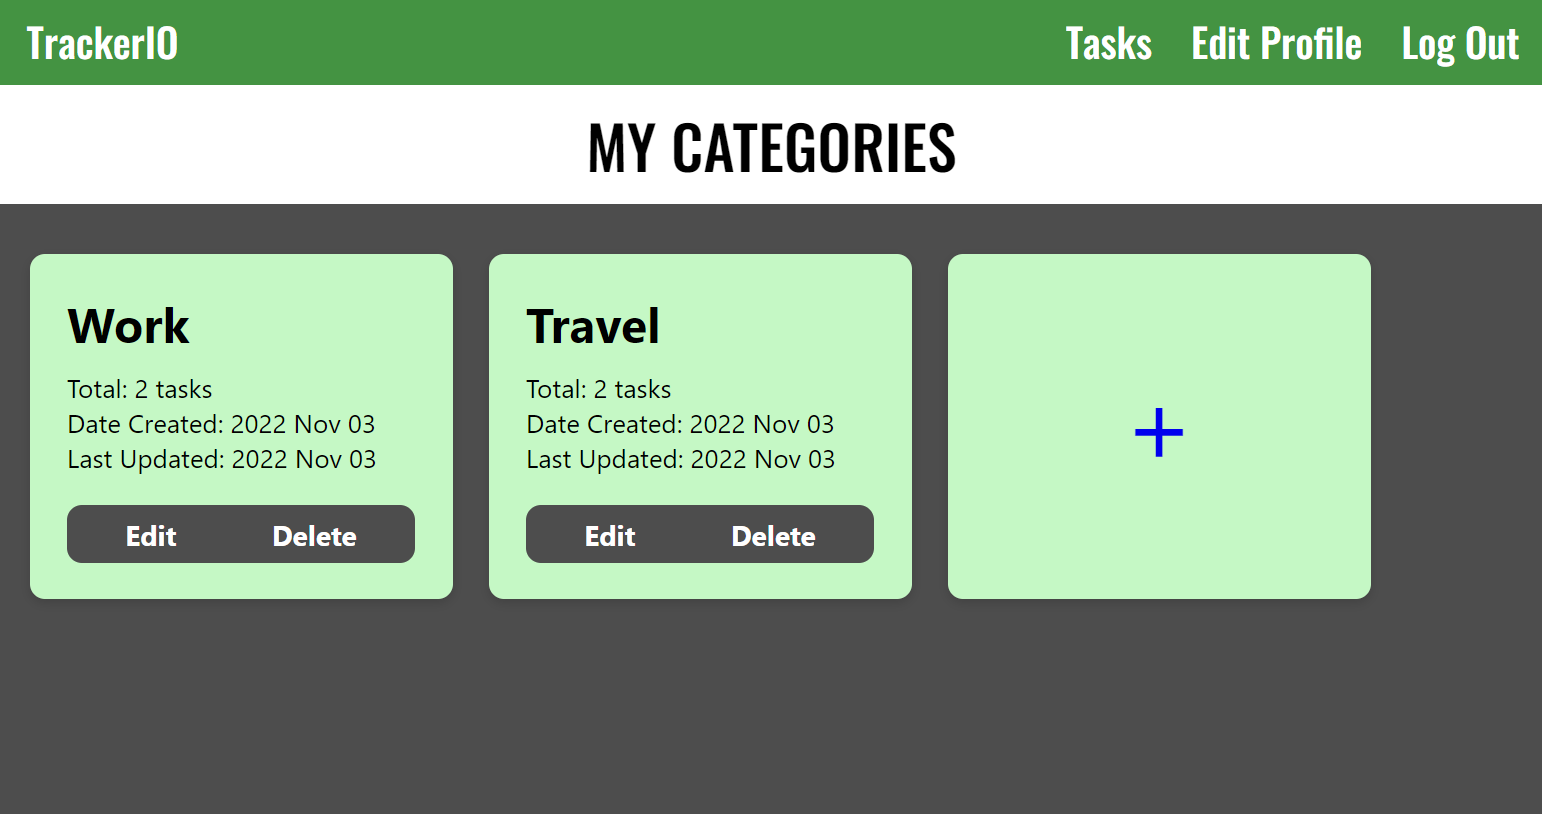 TrackerIO
Tasks Edit Profile Log Out
MY CATEGORIES
Work
Total: 2 tasks
Date Created: 2022 Nov 03
Last Updated: 2022 Nov 03
Edit Delete
Travel
Total: 2 tasks
Date Created: 2022 Nov 03
Last Updated: 2022 Nov 03
Edit Delete
+